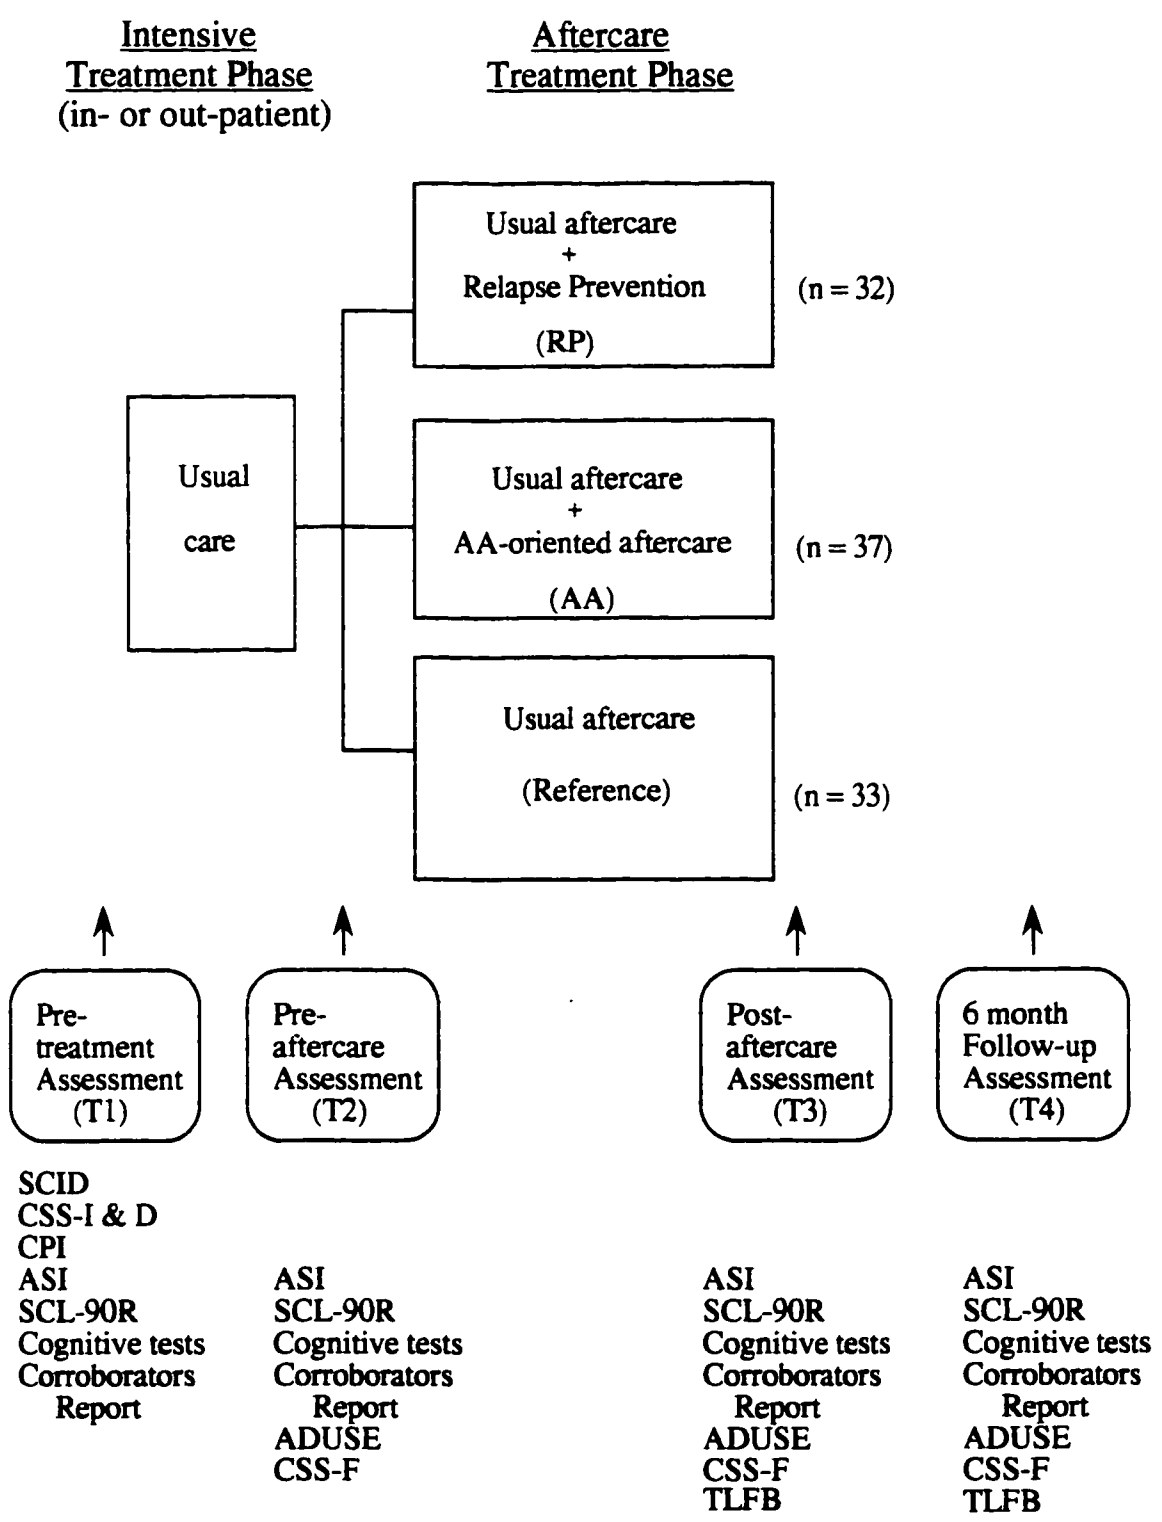 Intensive
Treatment Phase
(in- or out-patient)
Aftercare
Treatment Phase
Usual
care
Usual aftercare
+
Relapse Prevention
(RP)
(n = 32)
Usual aftercare
+
AA-oriented aftercare
(AA)
(n = 37)
Usual aftercare
(Reference)
(n = 33)
Pre-
treatment
Assessment
(T1)
Pre-
aftercare
Assessment
(T2)
Post-
aftercare
Assessment
(T3)
6 month
Follow-up
Assessment
(T4)
SCID
CSS-I & D
CPI
ASI
SCL-90R
Cognitive tests
Corroborators
Report
ASI
SCL-90R
Cognitive tests
Corroborators
Report
ADUSE
CSS-F
ASI
SCL-90R
Cognitive tests
Corroborators
Report
ADUSE
CSS-F
TLFB
ASI
SCL-90R
Cognitive tests
Corroborators
Report
ADUSE
CSS-F
TLFB